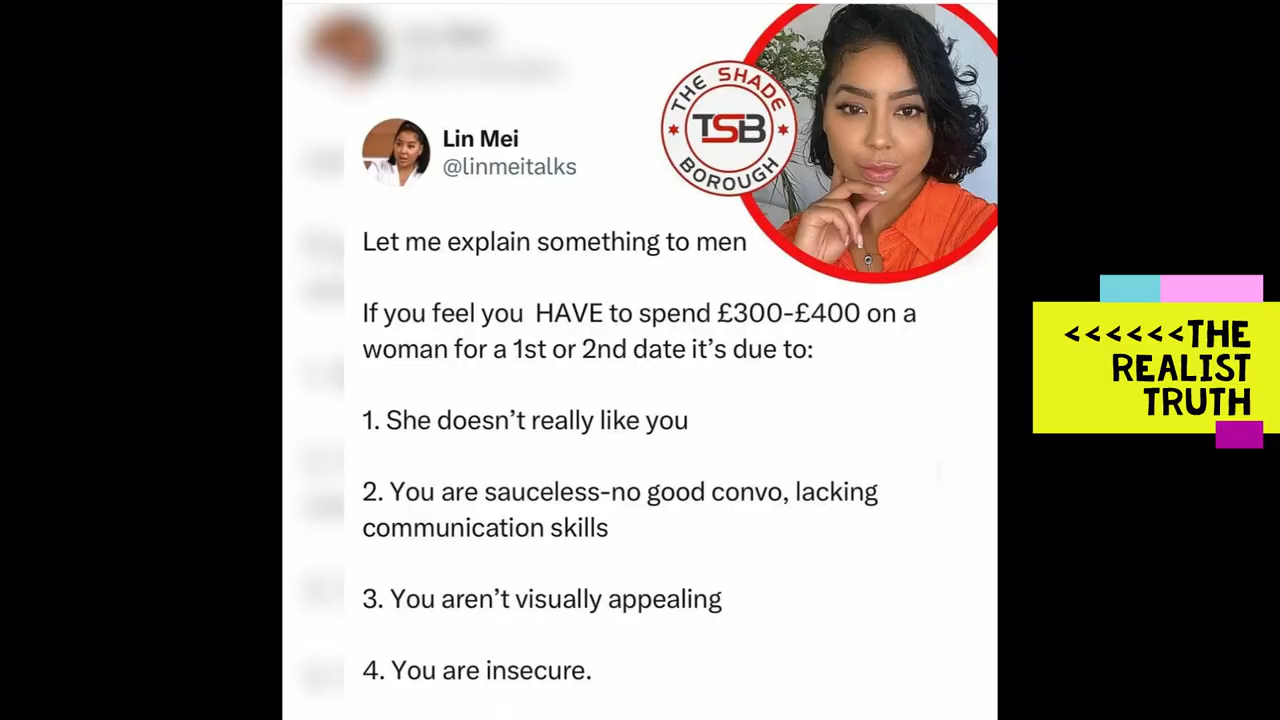 Lin Mei
@linmeitalks
THE SHADE
TSB
BOROUGH
Let me explain something to men
If you feel you HAVE to spend £300-£400 on a
woman for a 1st or 2nd date it’s due to:
1. She doesn’t really like you
2. You are sauceless-no good convo, lacking
communication skills
3. You aren’t visually appealing
4. You are insecure.
<<<<<<THE
REALIST
TRUTH